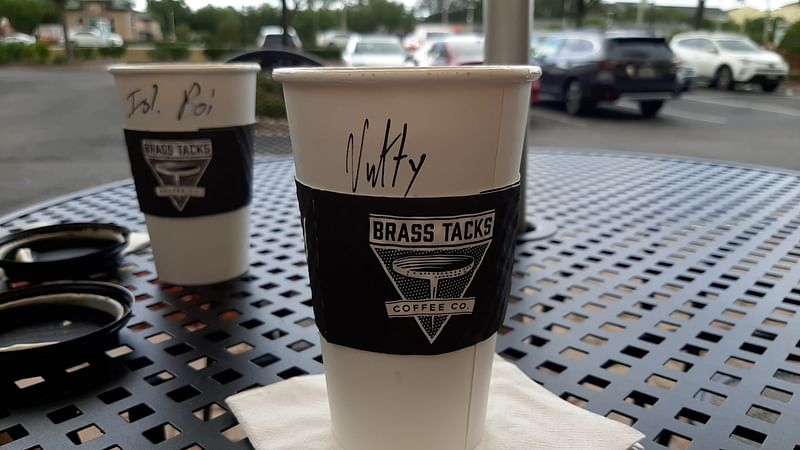 Isl. Poi
BRASS TACKS
COFFEE CO.
Nutty
BRASS TACKS
COFFEE CO.